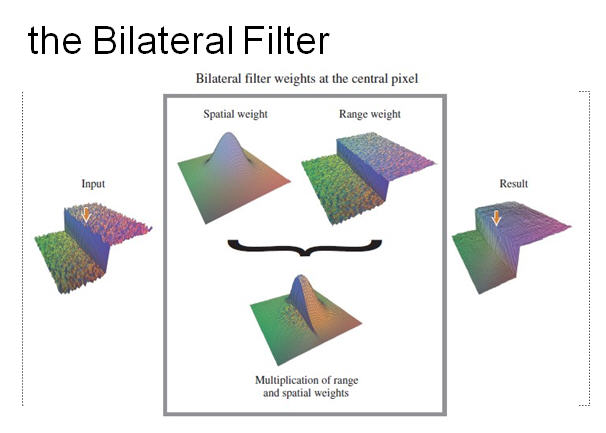 the Bilateral Filter
Bilateral filter weights at the central pixel
Spatial weight
Range weight
Input
Result
Multiplication of range
and spatial weights